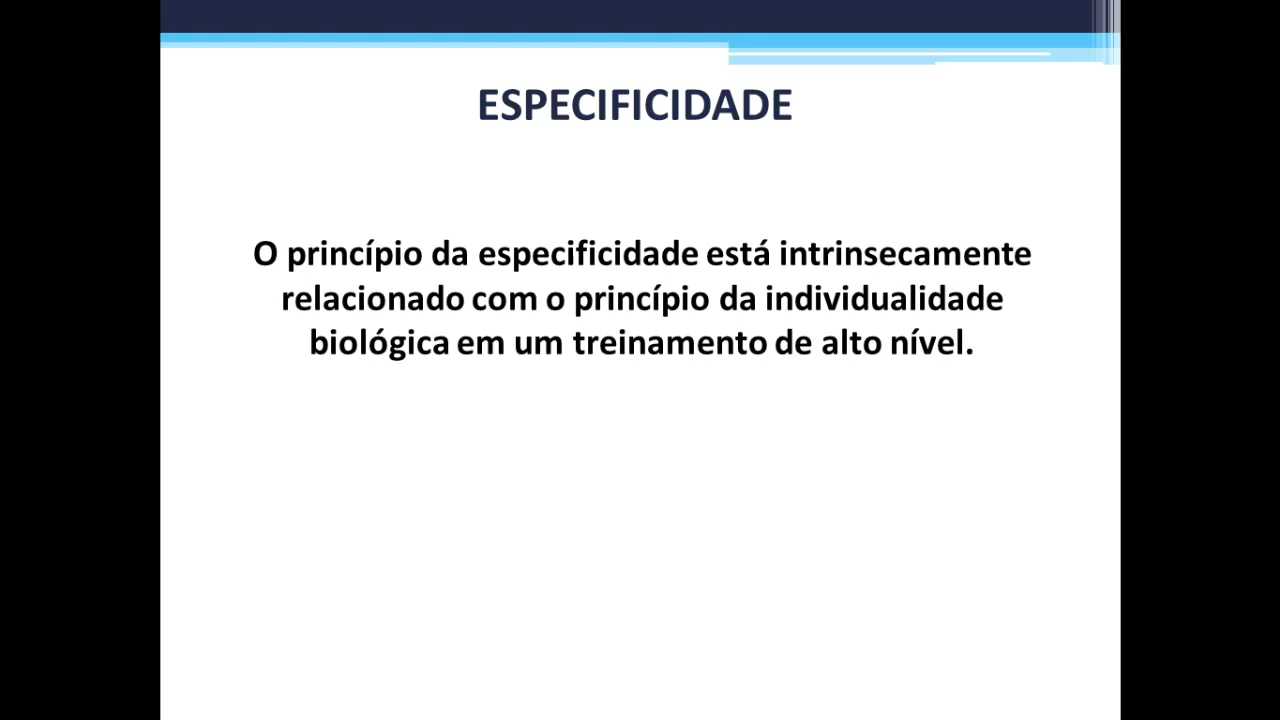 ESPECIFICIDADE
O princípio da especificidade está intrinsecamente
relacionado com o princípio da individualidade
biológica em um treinamento de alto nível.